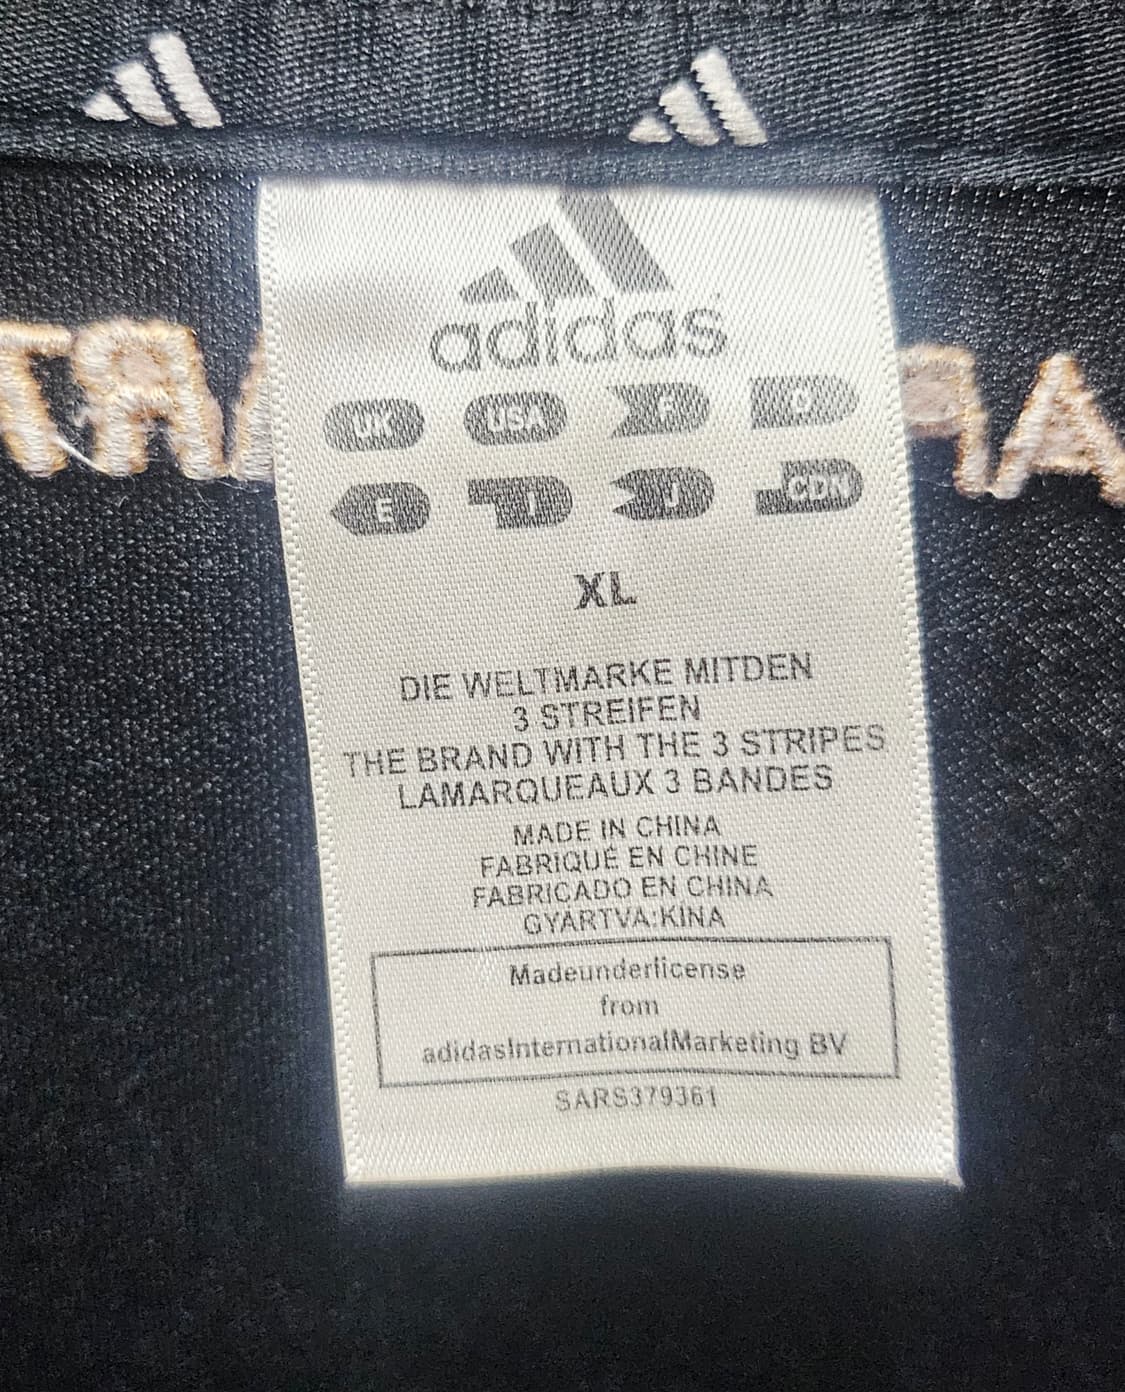 adidas
UK USA F D
E I J CDN
XL
DIE WELTMARKE MITDEN
3 STREIFEN
THE BRAND WITH THE 3 STRIPES
LAMARQUEAUX 3 BANDES
MADE IN CHINA
FABRIQUÉ EN CHINE
FABRICADO EN CHINA
GYÁRTVA:KINA
Madeunderlicense
from
adidasInternationalMarketing BV
SARS379361